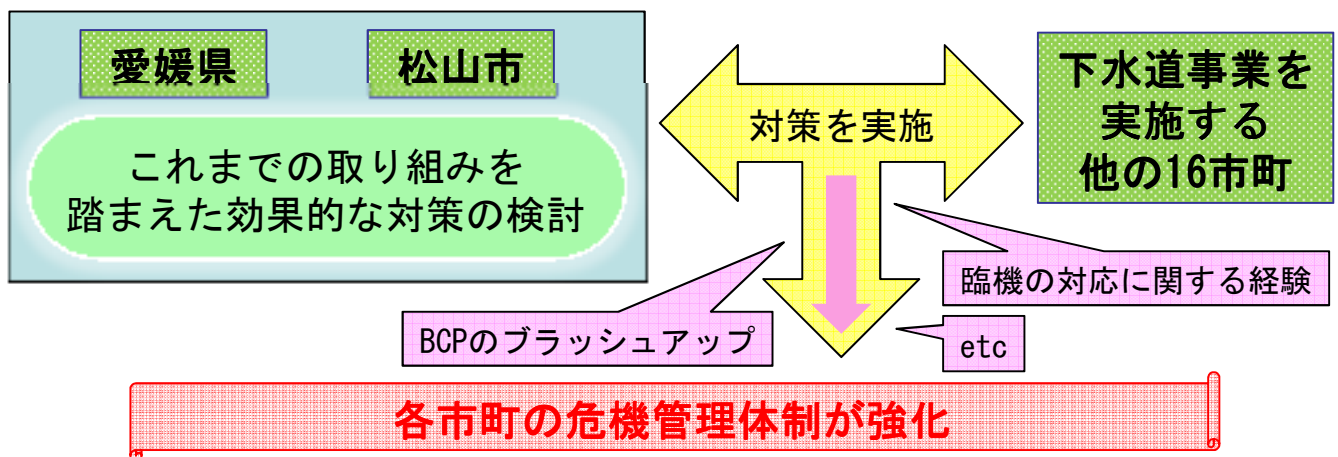 愛媛県
松山市
これまでの取り組みを
踏まえた効果的な対策の検討
対策を実施
下水道事業を
実施する
他の16市町
臨機の対応に関する経験
BCPのブラッシュアップ
etc
各市町の危機管理体制が強化